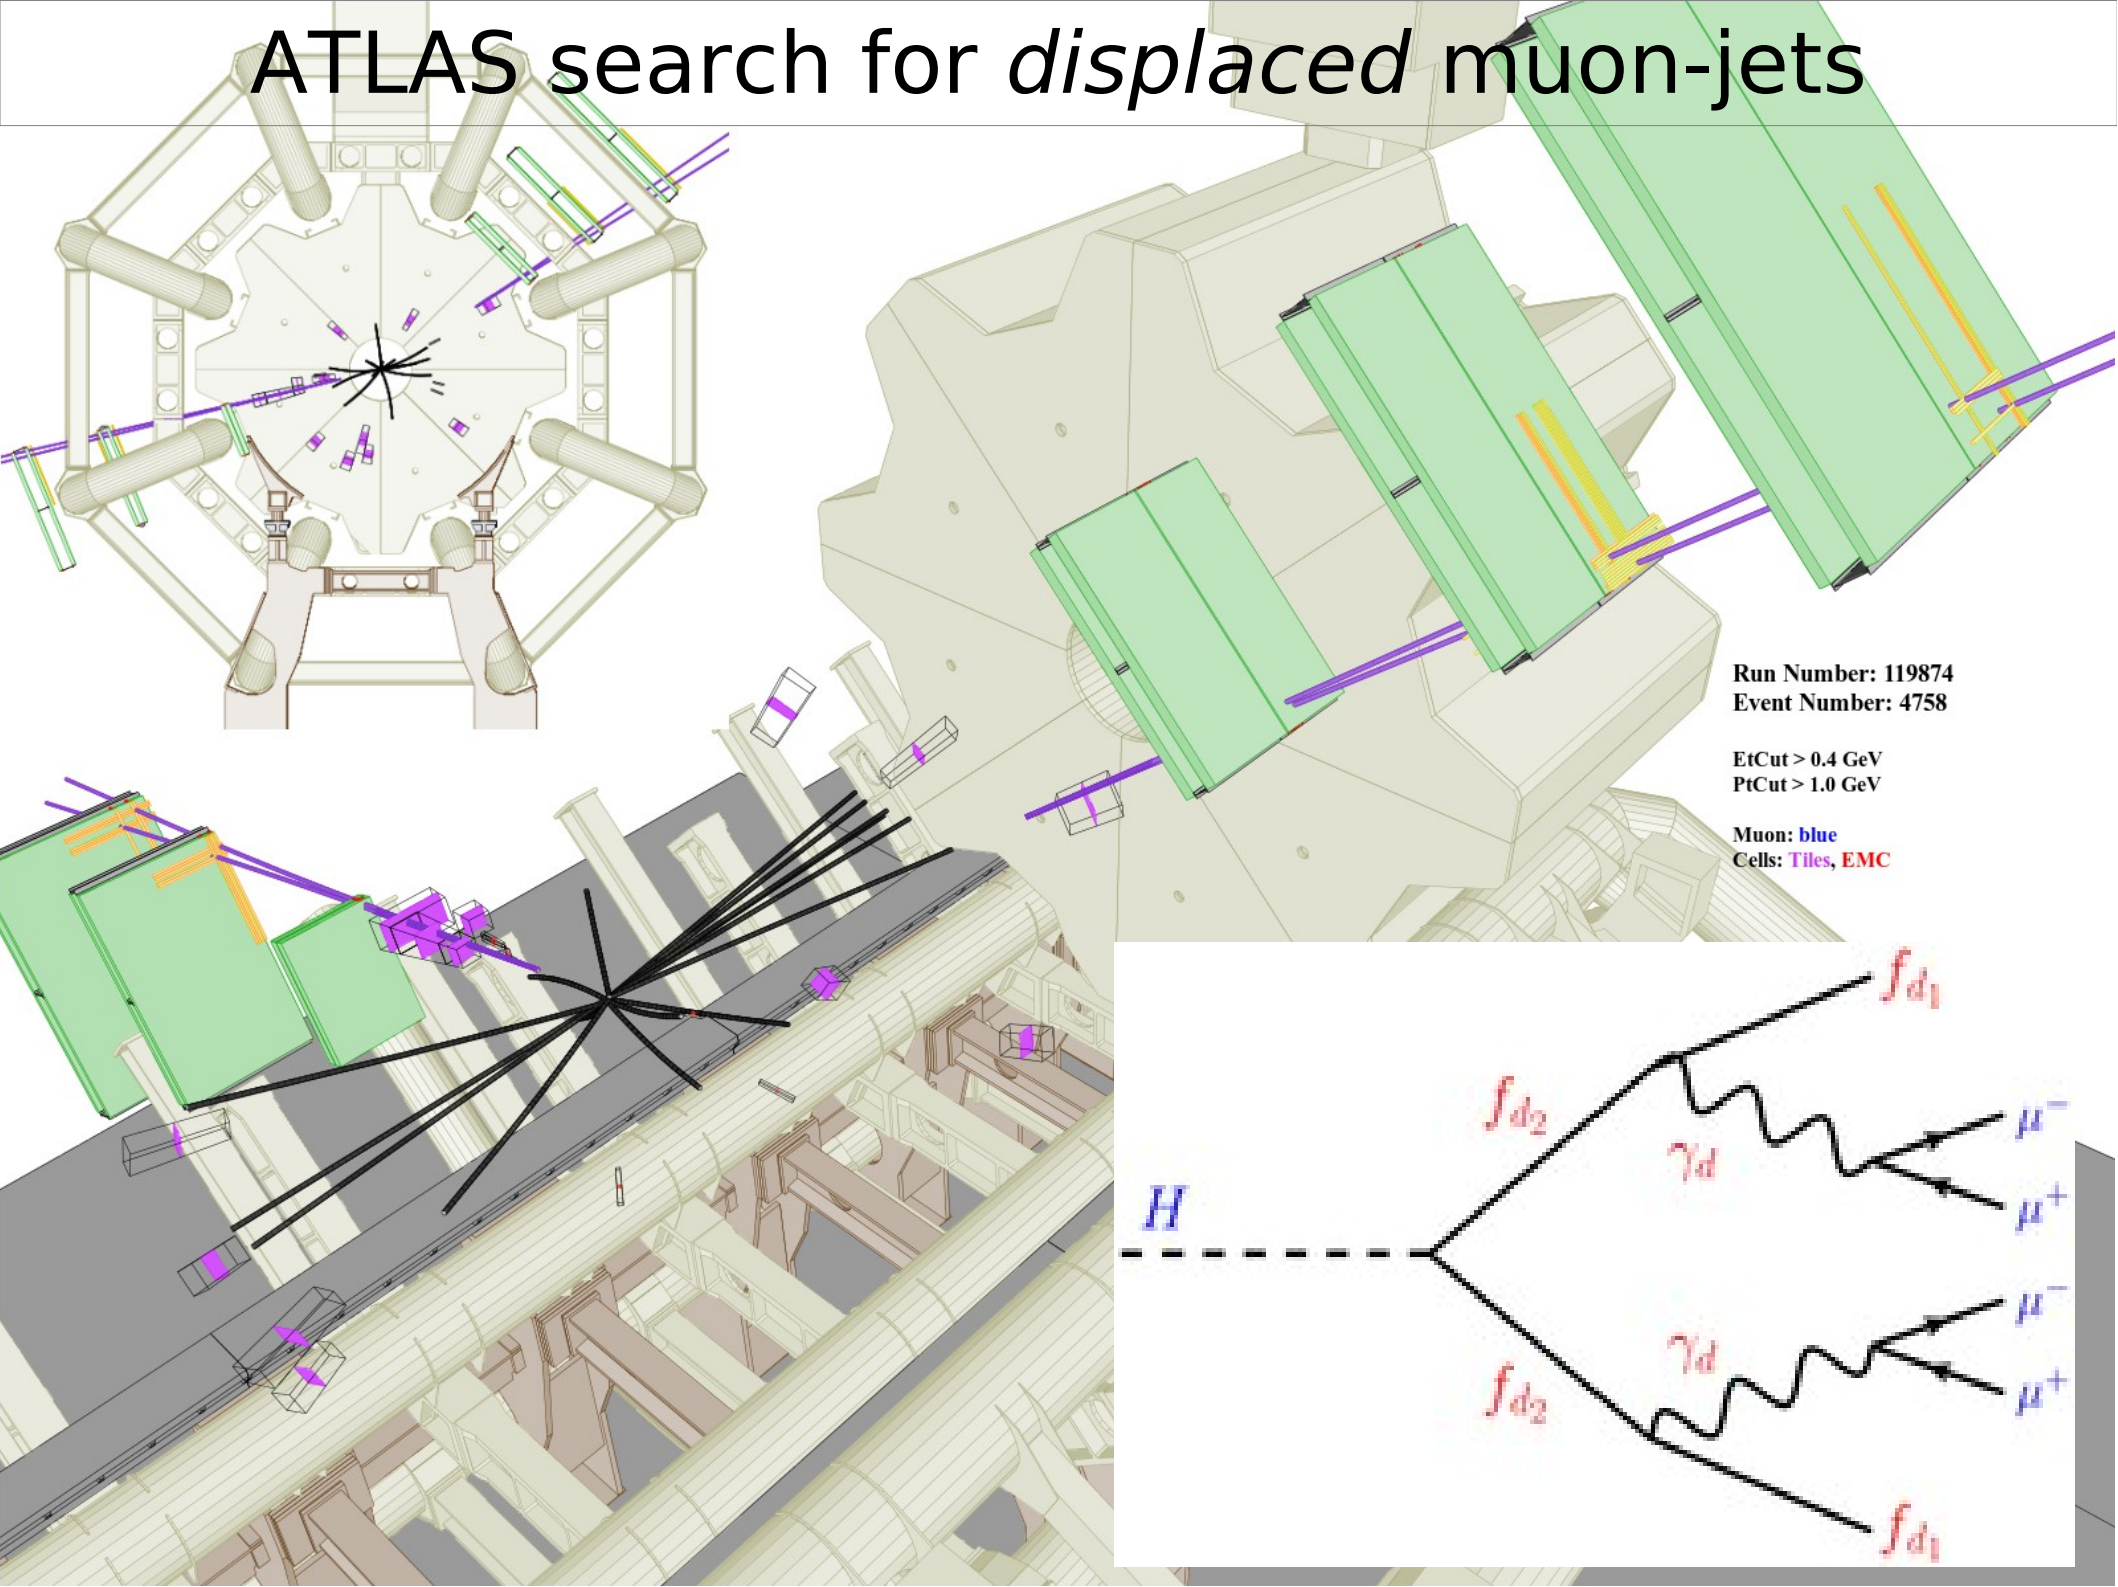 ATLAS search for displaced muon-jets
Run Number: 119874
Event Number: 4758
EtCut > 0.4 GeV
PtCut > 1.0 GeV
Muon: blue
Cells: Tiles, EMC
f_{d_1}
f_{d_2}
μ⁻
γ_d
μ⁺
H
μ⁻
γ_d
f_{d_2}
μ⁺
f_{d_1}